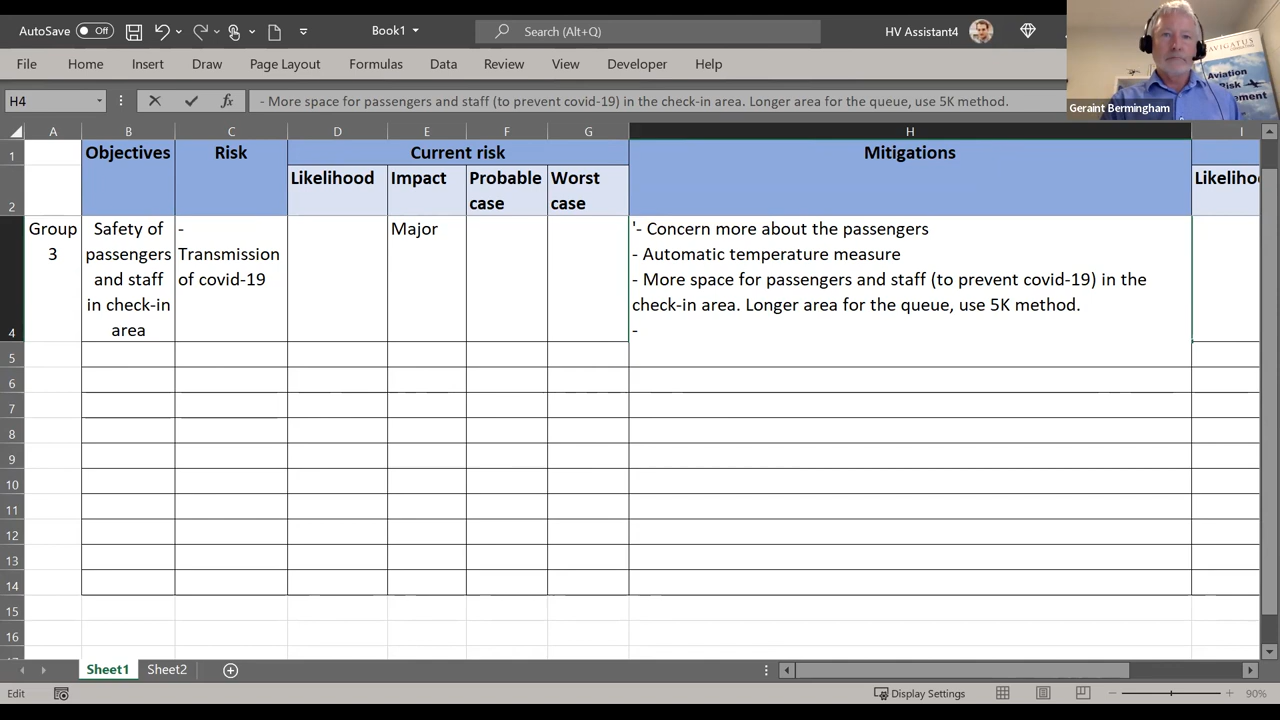 AutoSave Off Book1 Search (Alt+Q) HV Assistant4
File Home Insert Draw Page Layout Formulas Data Review View Developer Help
NAVIGATUS
Aviation
Risk
Geraint Bermingham
H4 fx - More space for passengers and staff (to prevent covid-19) in the check-in area. Longer area for the queue, use 5K method.
A B C D E F G H I
1 Objectives Risk Current risk Mitigations
2 Likelihood Impact Probable case Worst case
4 Group 3
Safety of
passengers
and staff
in check-in
area
-
Transmission
of covid-19
Major
'- Concern more about the passengers
- Automatic temperature measure
- More space for passengers and staff (to prevent covid-19) in the
check-in area. Longer area for the queue, use 5K method.
-
5
6
7
8
9
10
11
12
13
14
15
16
Sheet1 Sheet2
Edit Display Settings 90%